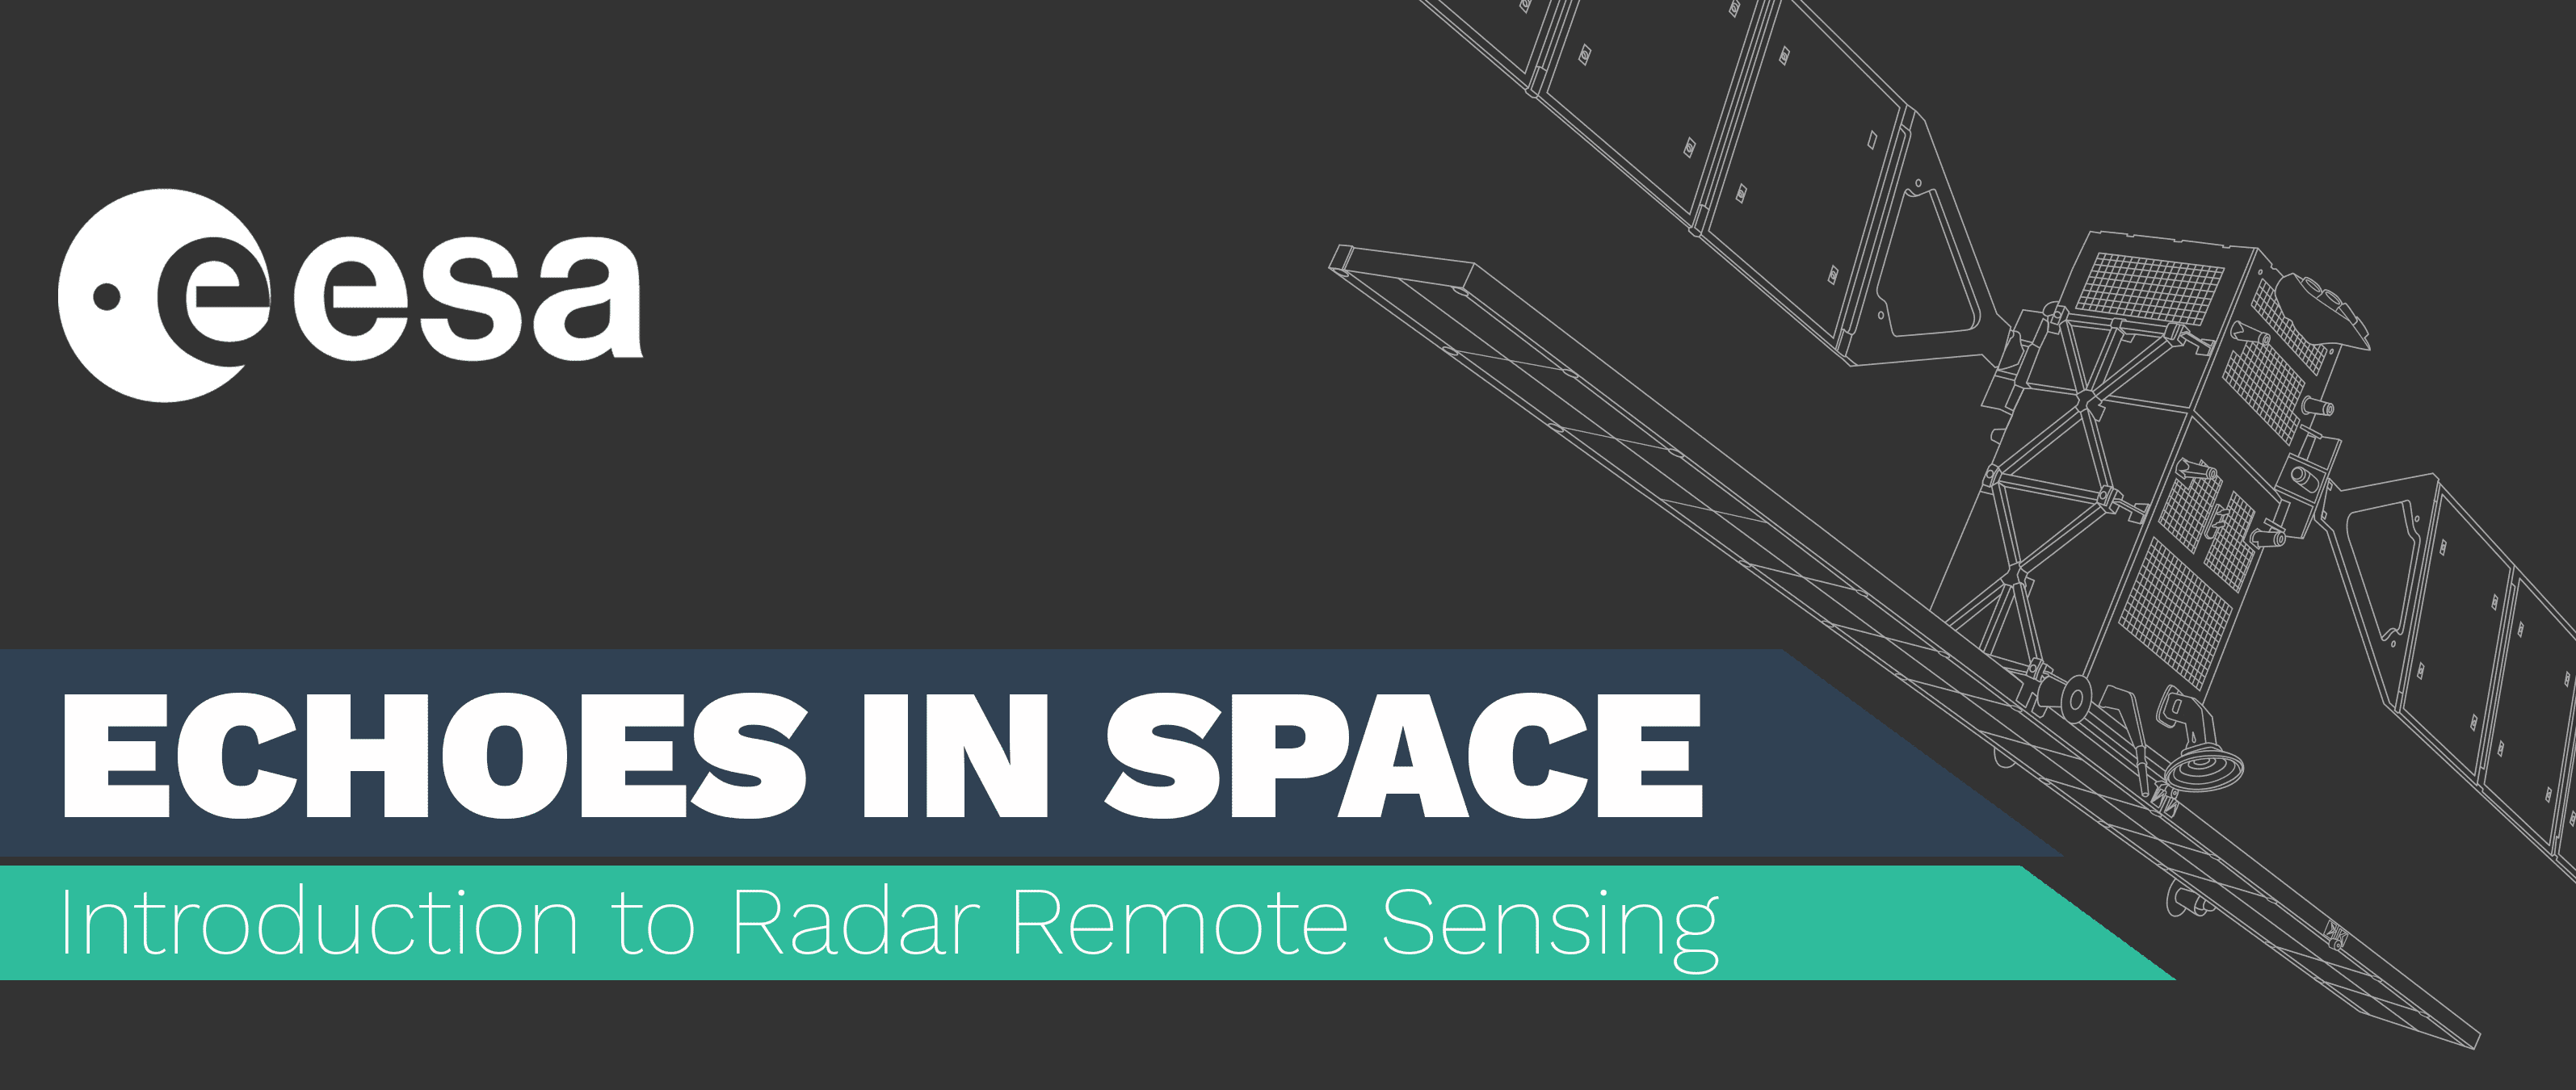 esa
ECHOES IN SPACE
Introduction to Radar Remote Sensing